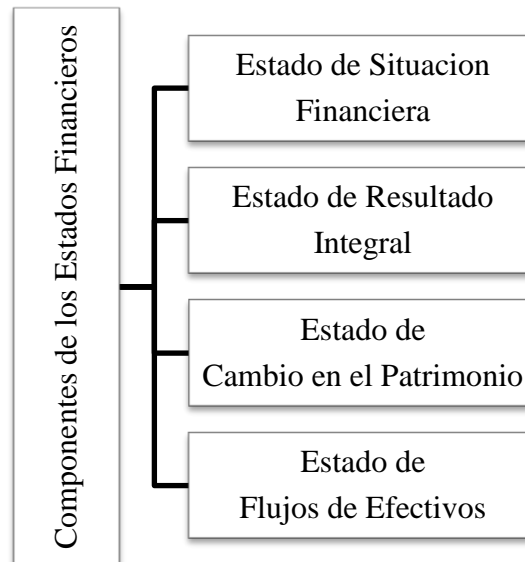 Componentes de los Estados Financieros
Estado de Situacion
Financiera
Estado de Resultado
Integral
Estado de
Cambio en el Patrimonio
Estado de
Flujos de Efectivos